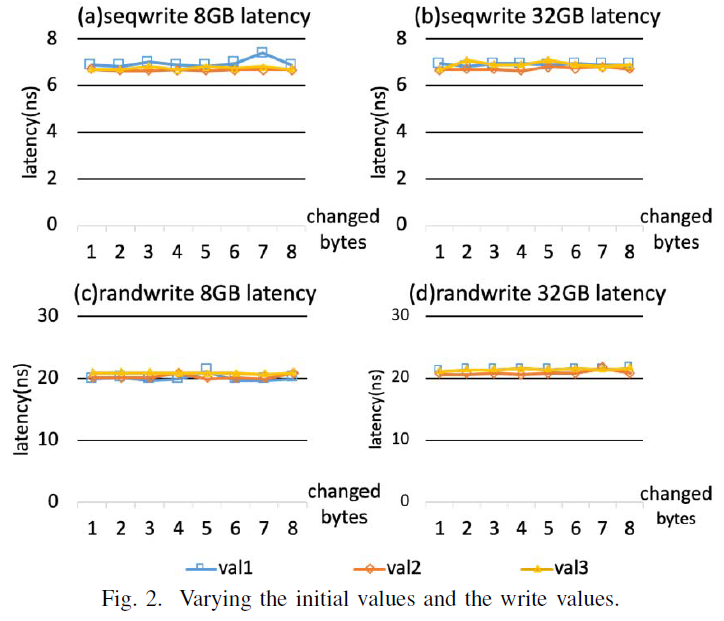 (a)seqwrite 8GB latency
8
6
4
2
0
latency(ns)
1 2 3 4 5 6 7 8
changed
bytes
(b)seqwrite 32GB latency
8
6
4
2
0
latency(ns)
1 2 3 4 5 6 7 8
changed
bytes
(c)randwrite 8GB latency
30
20
10
0
latency(ns)
1 2 3 4 5 6 7 8
changed
bytes
(d)randwrite 32GB latency
30
20
10
0
latency(ns)
1 2 3 4 5 6 7 8
changed
bytes
val1 val2 val3
Fig. 2. Varying the initial values and the write values.